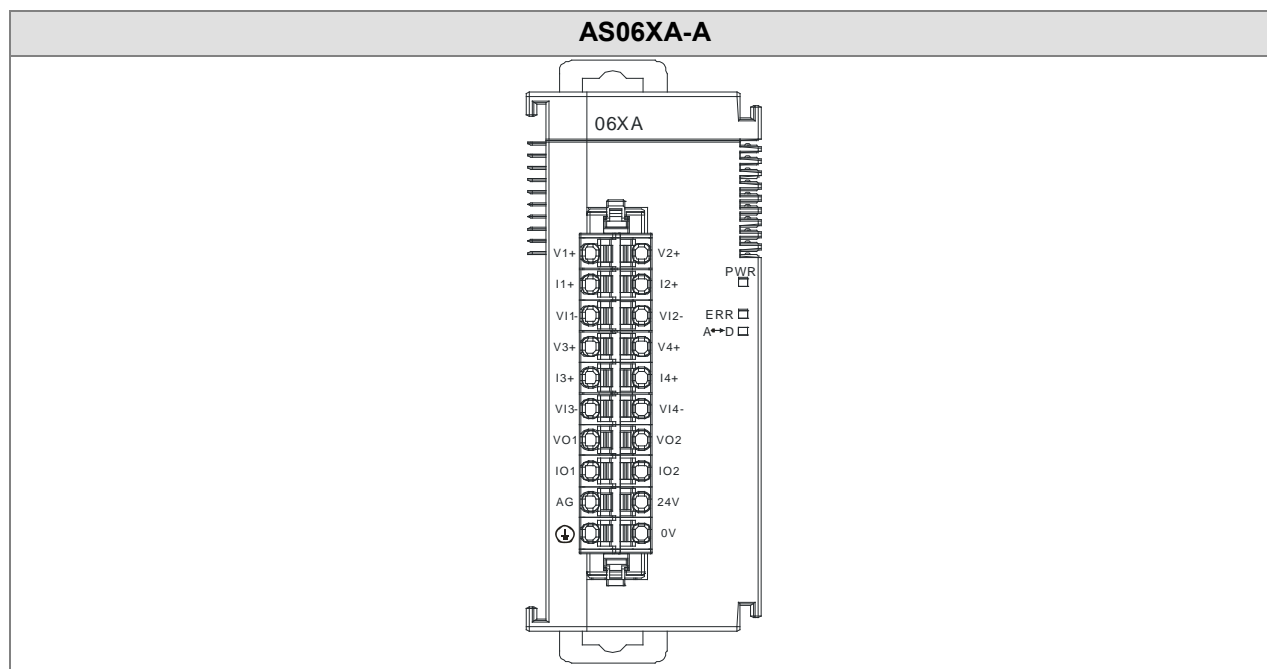 AS06XA-A
06XA
V1+ V2+
PWR
I1+ I2+
VI1- VI2-
ERR
A↔D
V3+ V4+
I3+ I4+
VI3- VI4-
VO1 VO2
IO1 IO2
AG 24V
0V